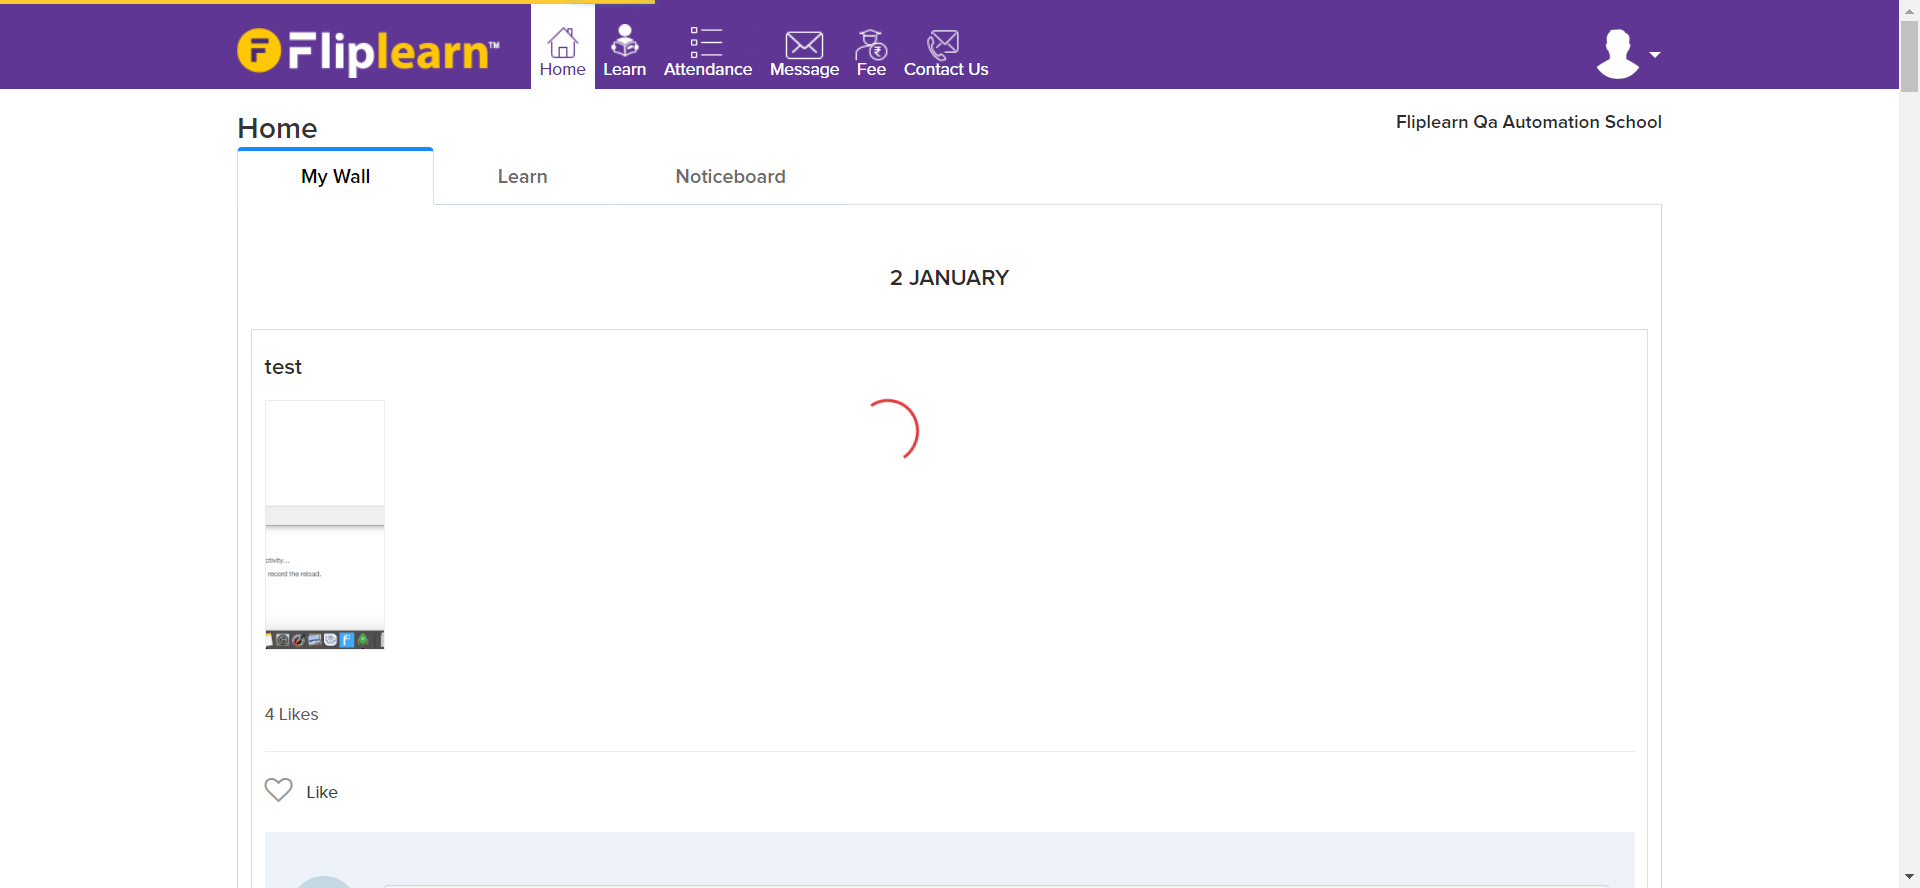 Fliplearn™
Home
Learn
Attendance
Message
Fee
Contact Us
Home
Fliplearn Qa Automation School
My Wall
Learn
Noticeboard
2 JANUARY
test
ctivity...
record the reload.
4 Likes
Like